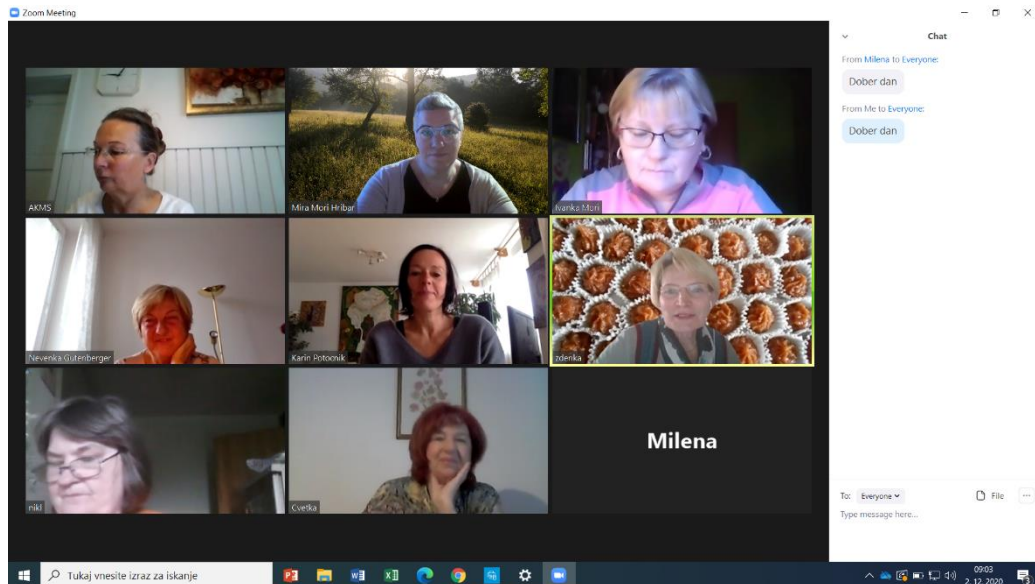 Zoom Meeting
Chat
From Milena to Everyone:
Dober dan
From Me to Everyone:
Dober dan
AKMS
Mira Mori Hribar
Ivanka Mori
Nevenka Gutenberger
Karin Potocnik
zdenka
nikl
Cvetka
Milena
To: Everyone
File
Type message here...
Tukaj vnesite izraz za iskanje
09:03
2. 12. 2020